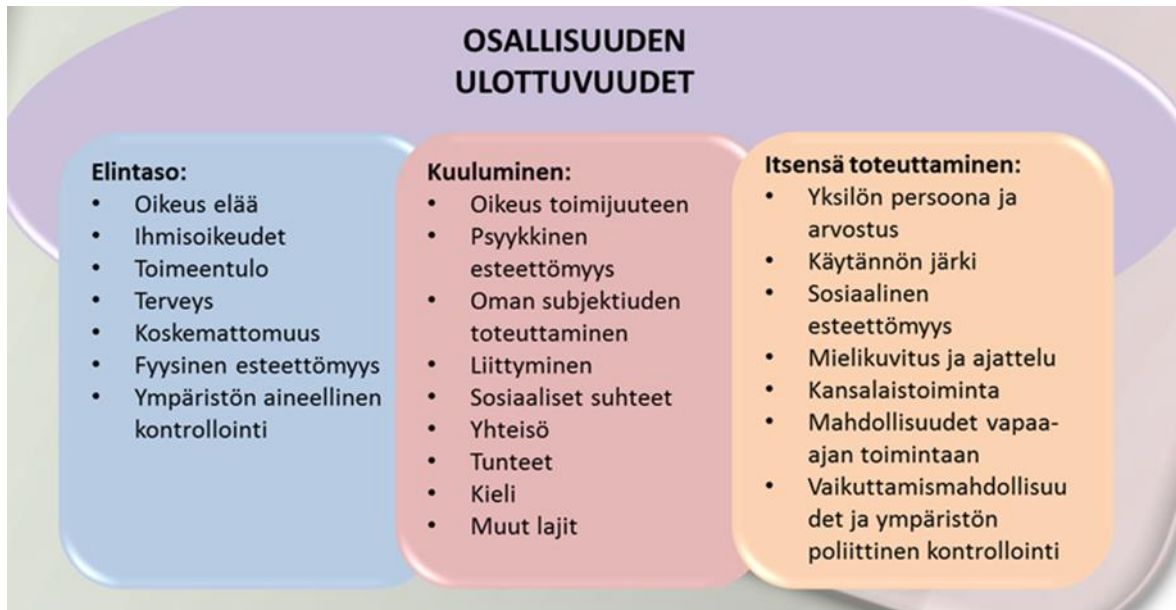 OSALLISUUDEN
ULOTTUVUUDET
Elintaso:
• Oikeus elää
• Ihmisoikeudet
• Toimeentulo
• Terveys
• Koskemattomuus
• Fyysinen esteettömyys
• Ympäristön aineellinen
kontrollointi
Kuuluminen:
• Oikeus toimijuuteen
• Psyykkinen
esteettömyys
• Oman subjektiuden
toteuttaminen
• Liittyminen
• Sosiaaliset suhteet
• Yhteisö
• Tunteet
• Kieli
• Muut lajit
Itsensä toteuttaminen:
• Yksilön persoona ja
arvostus
• Käytännön järki
• Sosiaalinen
esteettömyys
• Mielikuvitus ja ajattelu
• Kansalaistoiminta
• Mahdollisuudet vapaa-
ajan toimintaan
• Vaikuttamismahdollisuu
det ja ympäristön
poliittinen kontrollointi